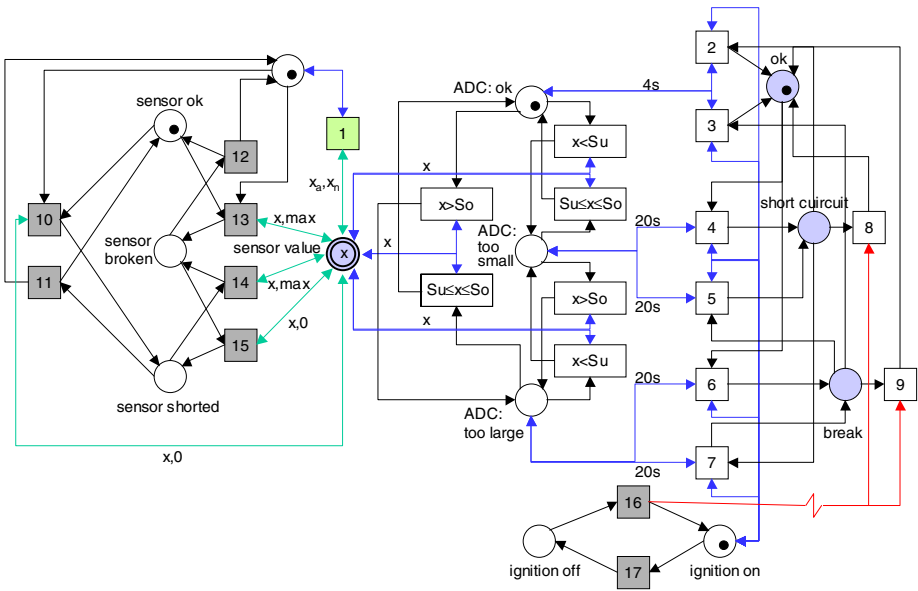 2
ok
ADC: ok
4s
sensor ok
3
1
x<Su
12
xₐ,xₙ
x
short cuircuit
x>So
Su≤x≤So
10
13
x,max
20s
4
8
sensor value
x
x
ADC:
too
small
sensor
broken
11
14
x,max
Su≤x≤So
x>So
20s
5
x,0
x
15
x<Su
sensor shorted
20s
6
9
ADC:
too large
break
x,0
20s
7
16
17
ignition off
ignition on